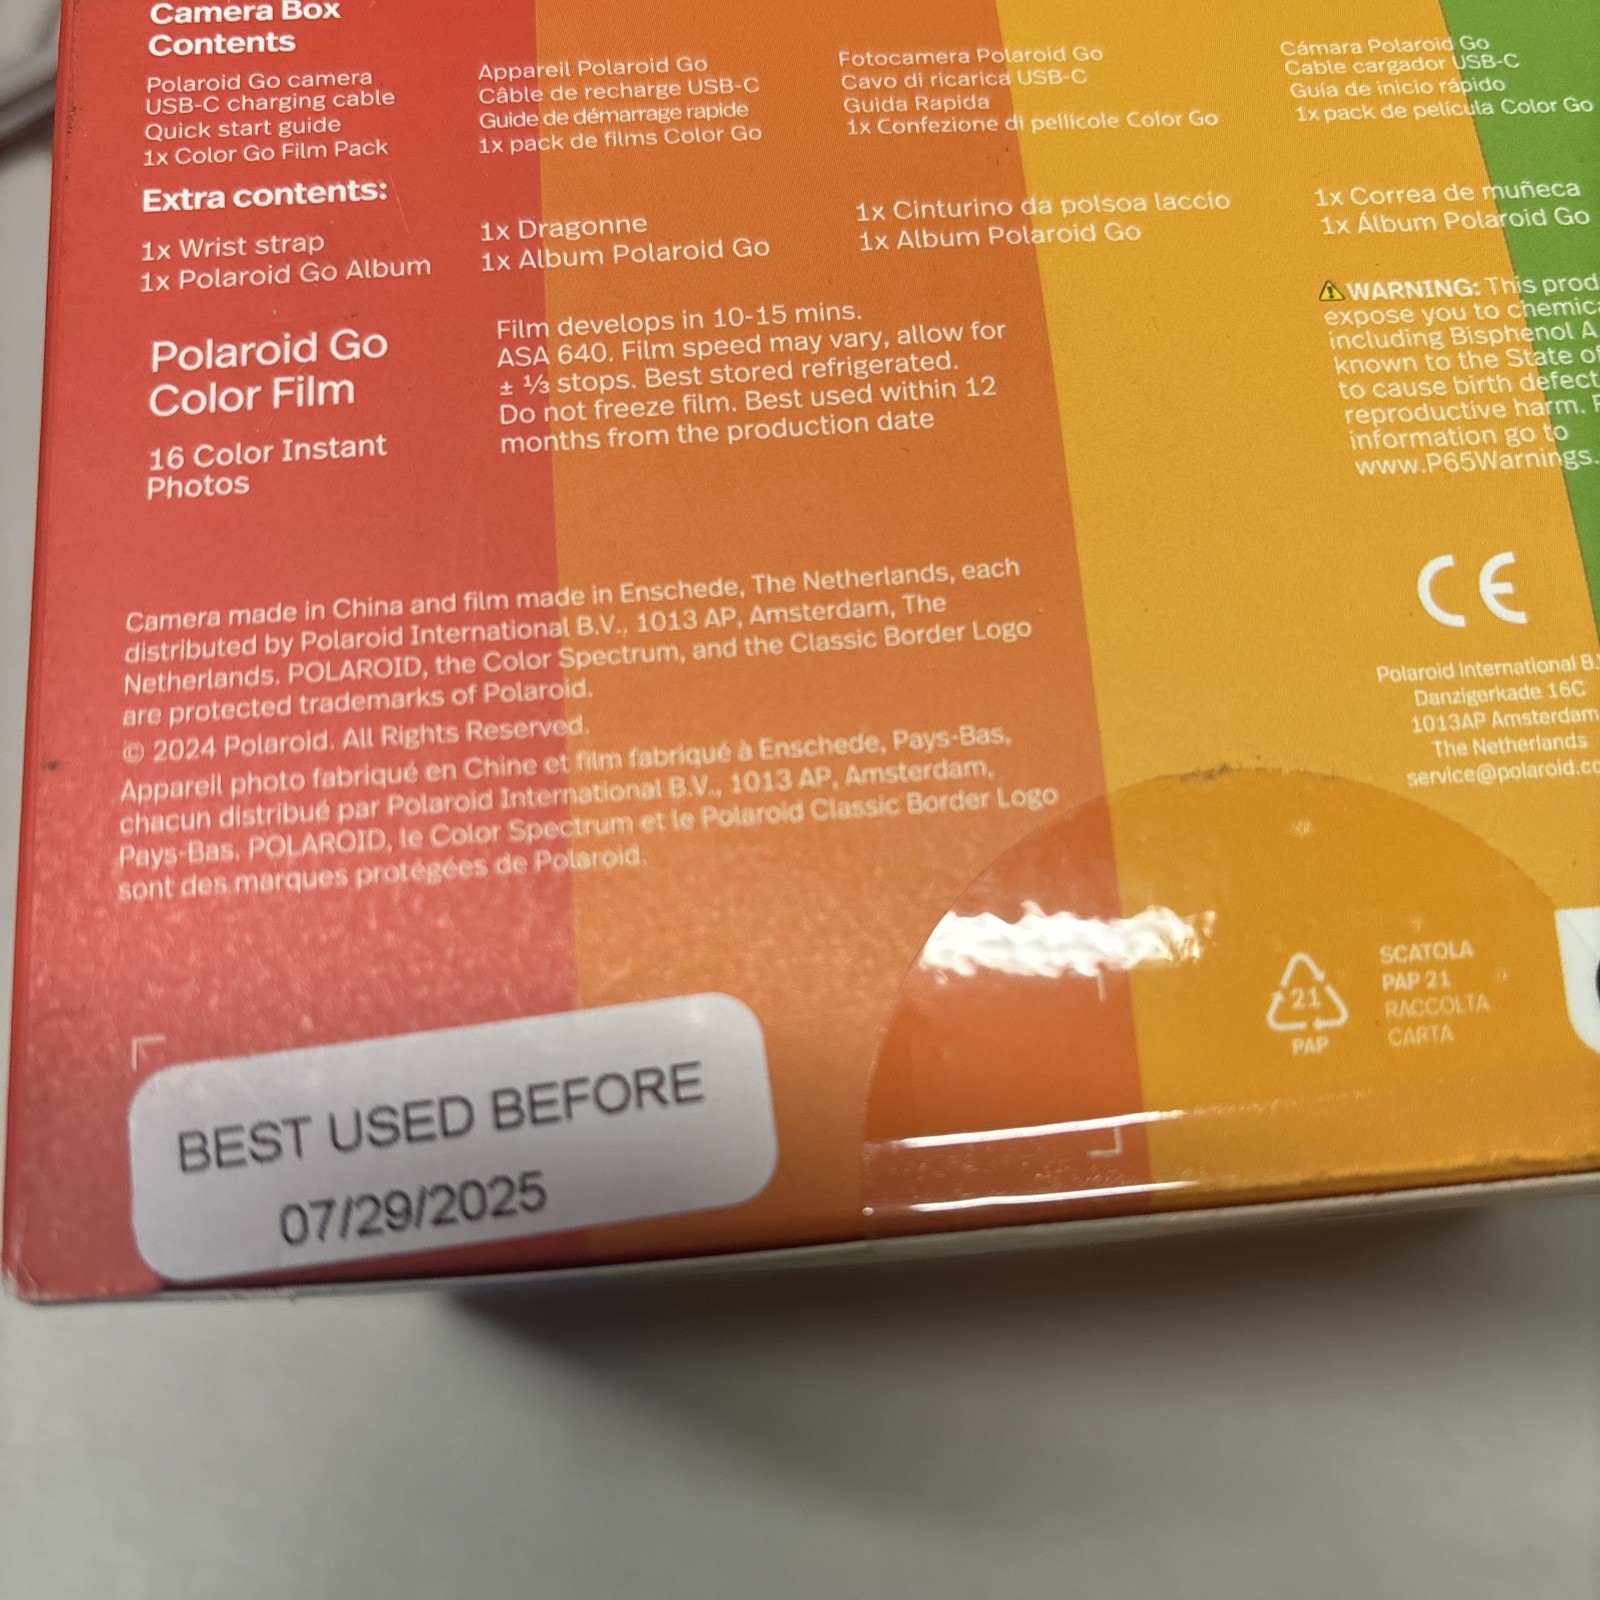 Camera Box
Contents
Polaroid Go camera
USB-C charging cable
Quick start guide
1x Color Go Film Pack
Appareil Polaroid Go
Câble de recharge USB-C
Guide de démarrage rapide
1x pack de films Color Go
Fotocamera Polaroid Go
Cavo di ricarica USB-C
Guida Rapida
1x Confezione di pellicole Color Go
Cámara Polaroid Go
Cable cargador USB-C
Guía de inicio rápido
1x pack de película Color Go
Extra contents:
1x Wrist strap
1x Polaroid Go Album
1x Dragonne
1x Album Polaroid Go
1x Cinturino da polsoa laccio
1x Album Polaroid Go
1x Correa de muñeca
1x Álbum Polaroid Go
Polaroid Go
Color Film
16 Color Instant
Photos
Film develops in 10-15 mins.
ASA 640. Film speed may vary, allow for
± ⅓ stops. Best stored refrigerated.
Do not freeze film. Best used within 12
months from the production date
WARNING: This prod
expose you to chemic
including Bisphenol A
known to the State of
to cause birth defect
reproductive harm. F
information go to
www.P65Warnings.
Camera made in China and film made in Enschede, The Netherlands, each
distributed by Polaroid International B.V., 1013 AP, Amsterdam, The
Netherlands. POLAROID, the Color Spectrum, and the Classic Border Logo
are protected trademarks of Polaroid.
© 2024 Polaroid. All Rights Reserved.
Appareil photo fabriqué en Chine et film fabriqué à Enschede, Pays-Bas,
chacun distribué par Polaroid International B.V., 1013 AP, Amsterdam,
Pays-Bas. POLAROID, le Color Spectrum et le Polaroid Classic Border Logo
sont des marques protégées de Polaroid.
CE
Polaroid International B.V
Danzigerkade 16C
1013AP Amsterdam
The Netherlands
service@polaroid.co
21
PAP
SCATOLA
PAP 21
RACCOLTA
CARTA
BEST USED BEFORE
07/29/2025